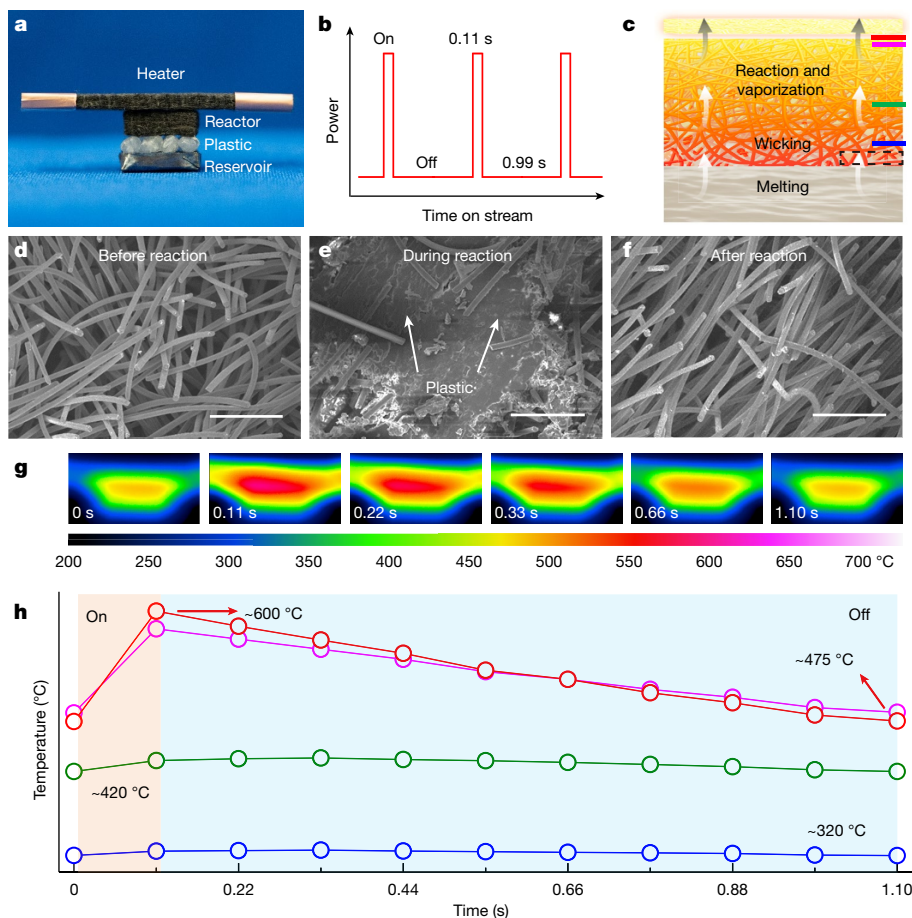 a
Heater
Reactor
Plastic
Reservoir
b
On
0.11 s
Off
0.99 s
Power
Time on stream
c
Reaction and
vaporization
Wicking
Melting
d
Before reaction
e
During reaction
Plastic
f
After reaction
g
0 s
0.11 s
0.22 s
0.33 s
0.66 s
1.10 s
200 250 300 350 400 450 500 550 600 650 700 °C
h
On
~600 °C
Off
~475 °C
~420 °C
~320 °C
Temperature (°C)
0 0.22 0.44 0.66 0.88 1.10
Time (s)